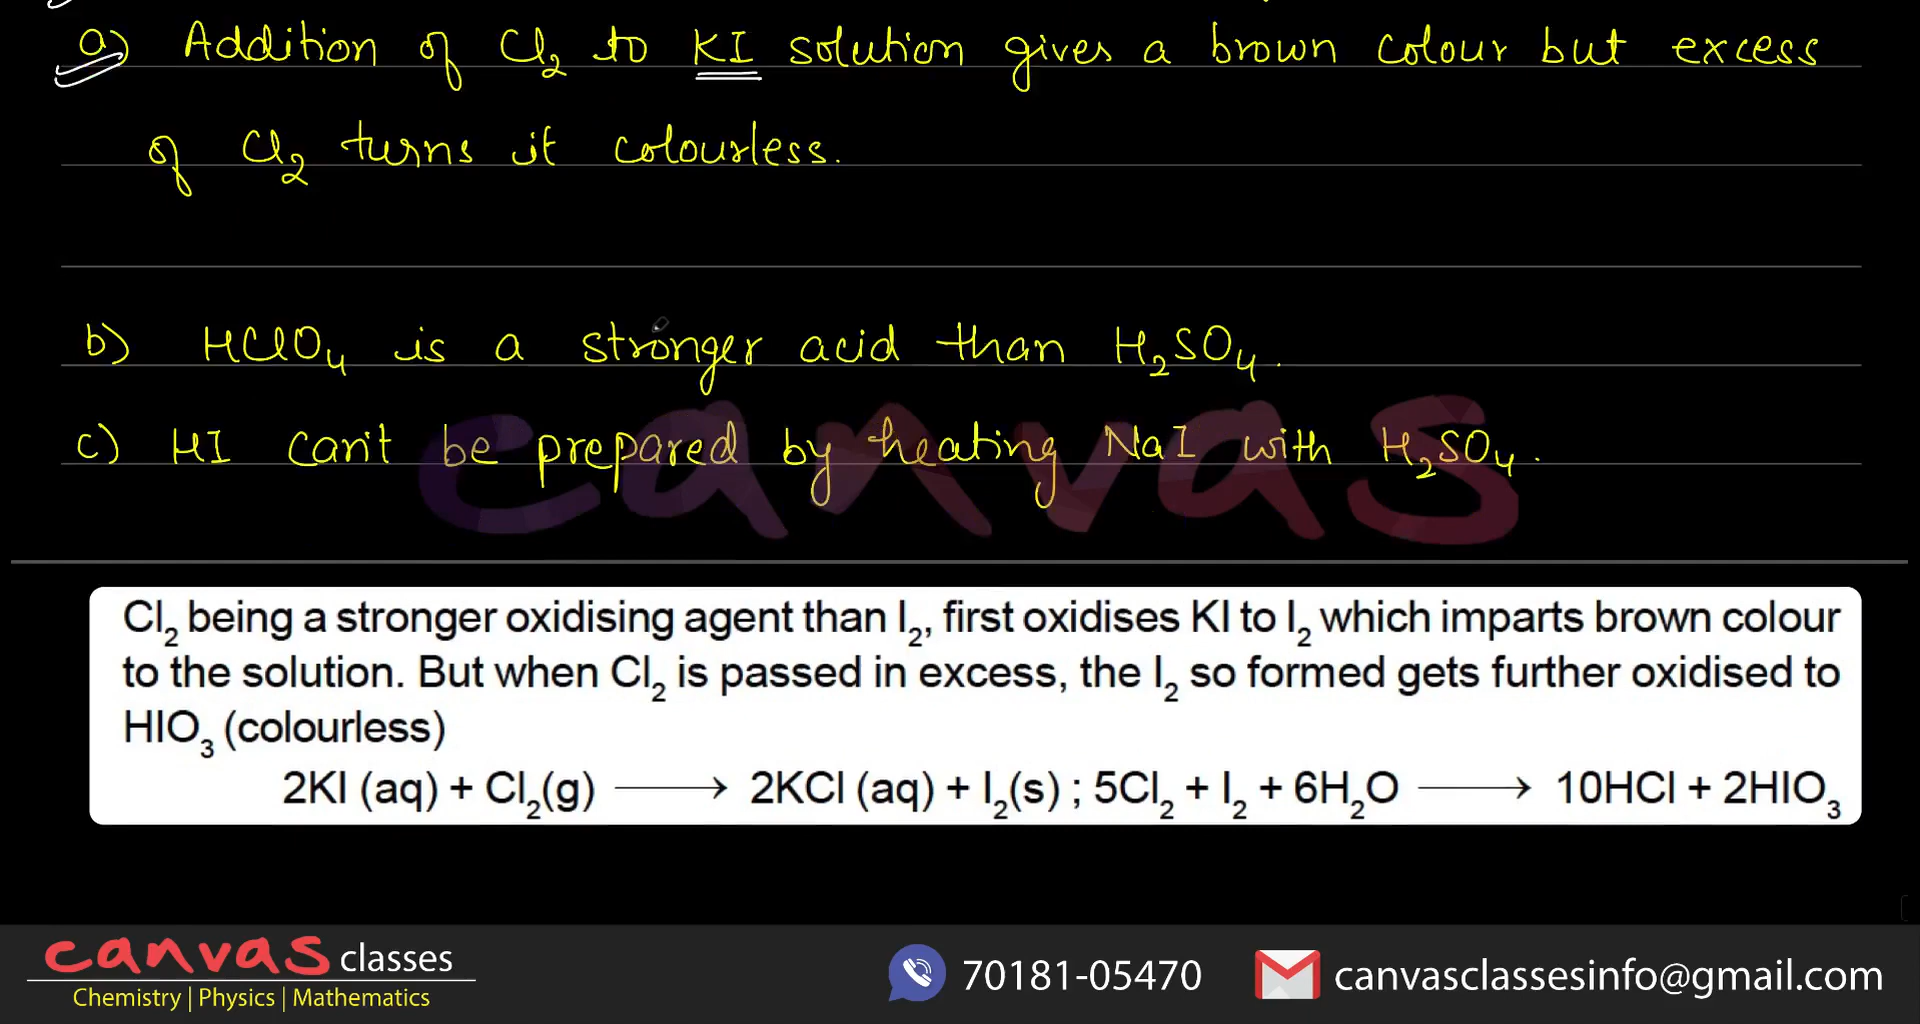 a) Addition of Cl₂ to KI solution gives a brown colour but excess
of Cl₂ turns it colourless.
b) HClO₄ is a stronger acid than H₂SO₄.
c) HI can't be prepared by heating NaI with H₂SO₄.
canvas
Cl₂ being a stronger oxidising agent than I₂, first oxidises KI to I₂ which imparts brown colour
to the solution. But when Cl₂ is passed in excess, the I₂ so formed gets further oxidised to
HIO₃ (colourless)
2KI (aq) + Cl₂(g) ⟶ 2KCl (aq) + I₂(s) ; 5Cl₂ + I₂ + 6H₂O ⟶ 10HCl + 2HIO₃
canvas classes
Chemistry | Physics | Mathematics
70181-05470
canvasclassesinfo@gmail.com